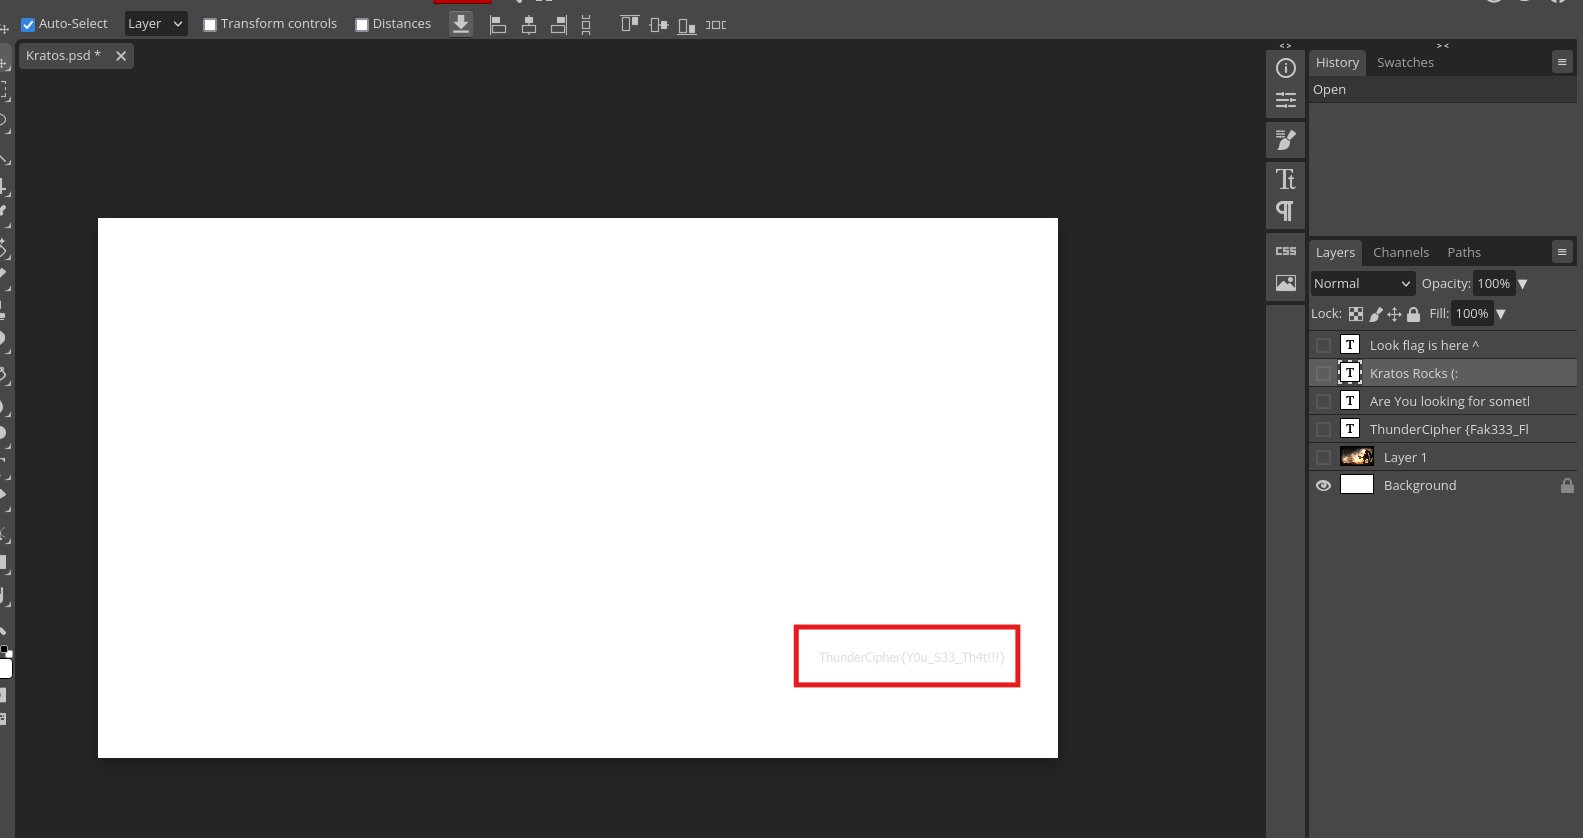 Auto-Select
Layer
Transform controls
Distances
Kratos.psd *
< >
> <
History
Swatches
Open
Tt
¶
CSS
Layers
Channels
Paths
Normal
Opacity: 100%
Lock:
Fill: 100%
T Look flag is here ^
T Kratos Rocks (:
T Are You looking for sometl
T ThunderCipher {Fak333_Fl
Layer 1
Background
ThunderCipher{Y0u_S33_Th4t!!!}